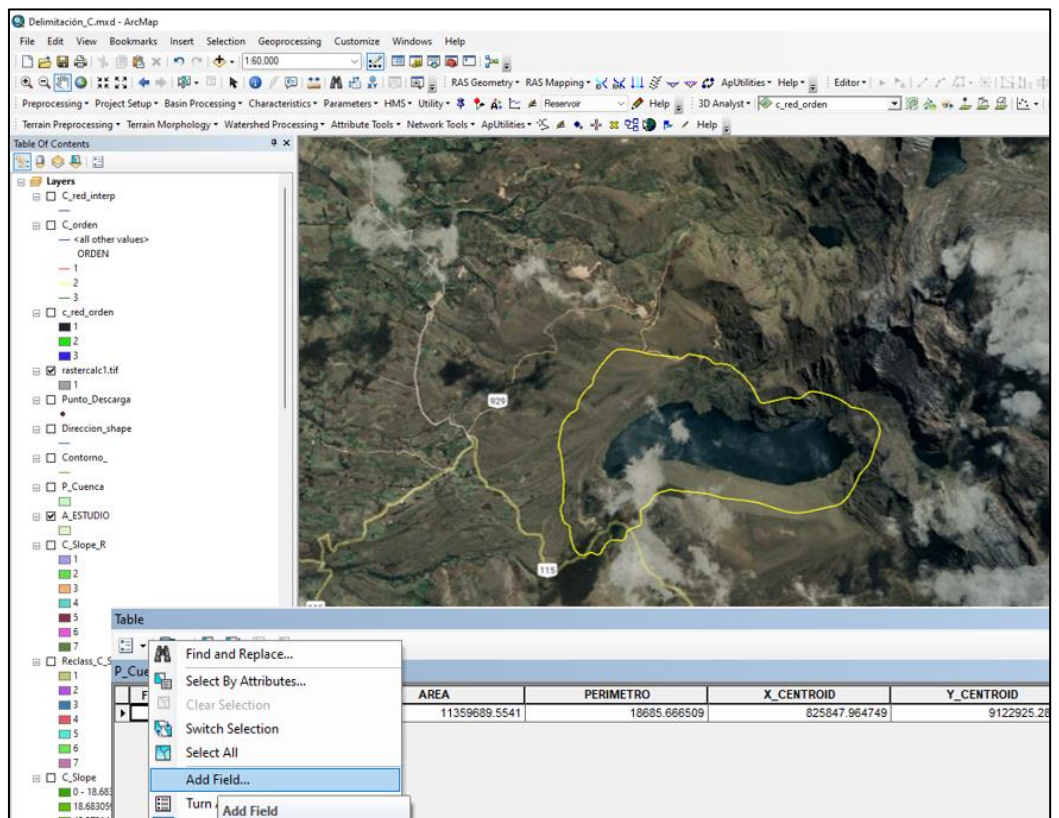 Delimitación_C.mxd - ArcMap
File Edit View Bookmarks Insert Selection Geoprocessing Customize Windows Help
1:60,000
RAS Geometry RAS Mapping ApUtilities Help Editor
Preprocessing Project Setup Basin Processing Characteristics Parameters HMS Utility Reservoir Help 3D Analyst c_red_orden
Terrain Preprocessing Terrain Morphology Watershed Processing Attribute Tools Network Tools ApUtilities Help
Table Of Contents
Layers
C_red_interp
C_orden
<all other values>
ORDEN
1
2
3
c_red_orden
1
2
3
rastercalc1.tif
1
Punto_Descarga
Direccion_shape
Contorno_
P_Cuenca
A_ESTUDIO
C_Slope_R
1
2
3
4
5
6
7
Reclass_C_S
1
2
3
4
5
6
7
C_Slope
0 - 18.683
18.68305
929
115
Table
P_Cue
Find and Replace...
Select By Attributes...
Clear Selection
Switch Selection
Select All
Add Field...
Turn
Add Field
F AREA PERIMETRO X_CENTROID Y_CENTROID
11359689.5541 18685.666509 825847.964749 9122925.28